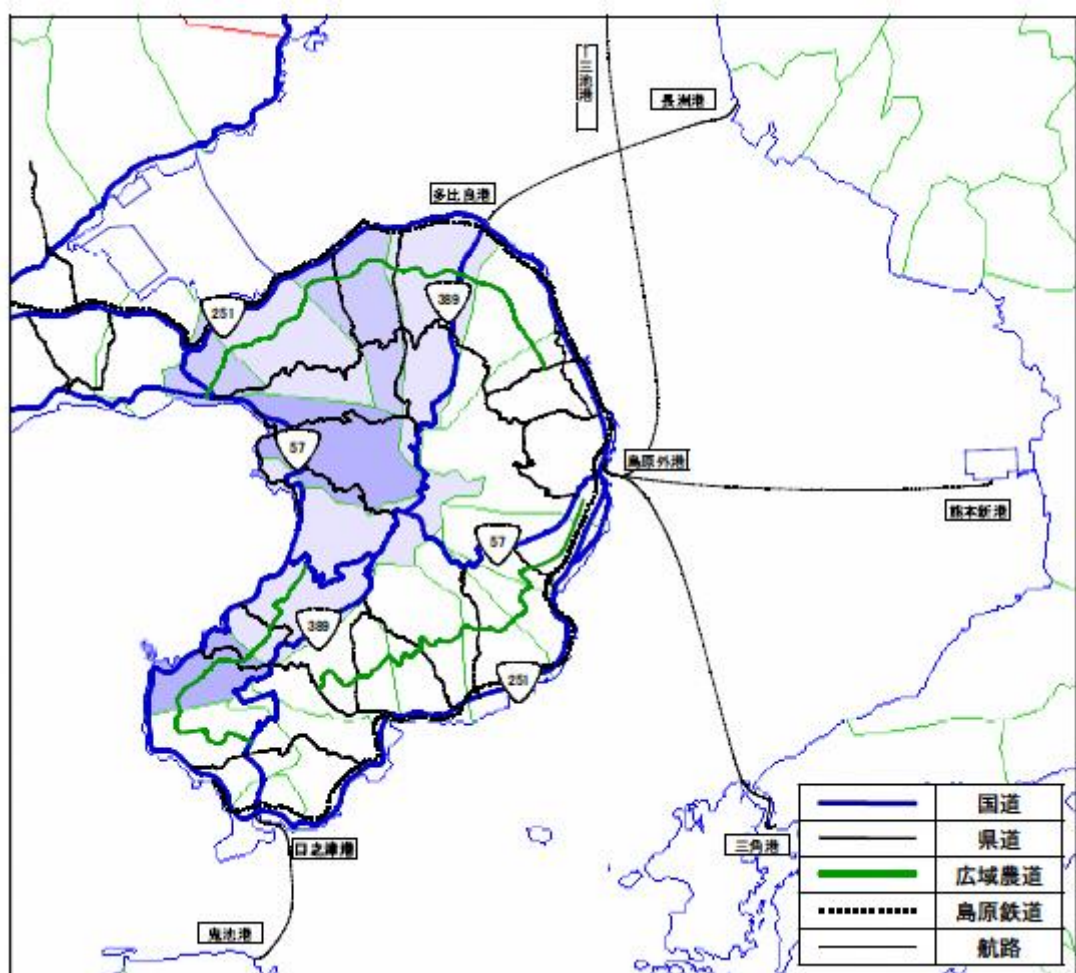 ↑三池港
長洲港
多比良港
251
389
57
島原外港
熊本新港
57
389
251
口之津港
三角港
鬼池港
国道
県道
広域農道
島原鉄道
航路